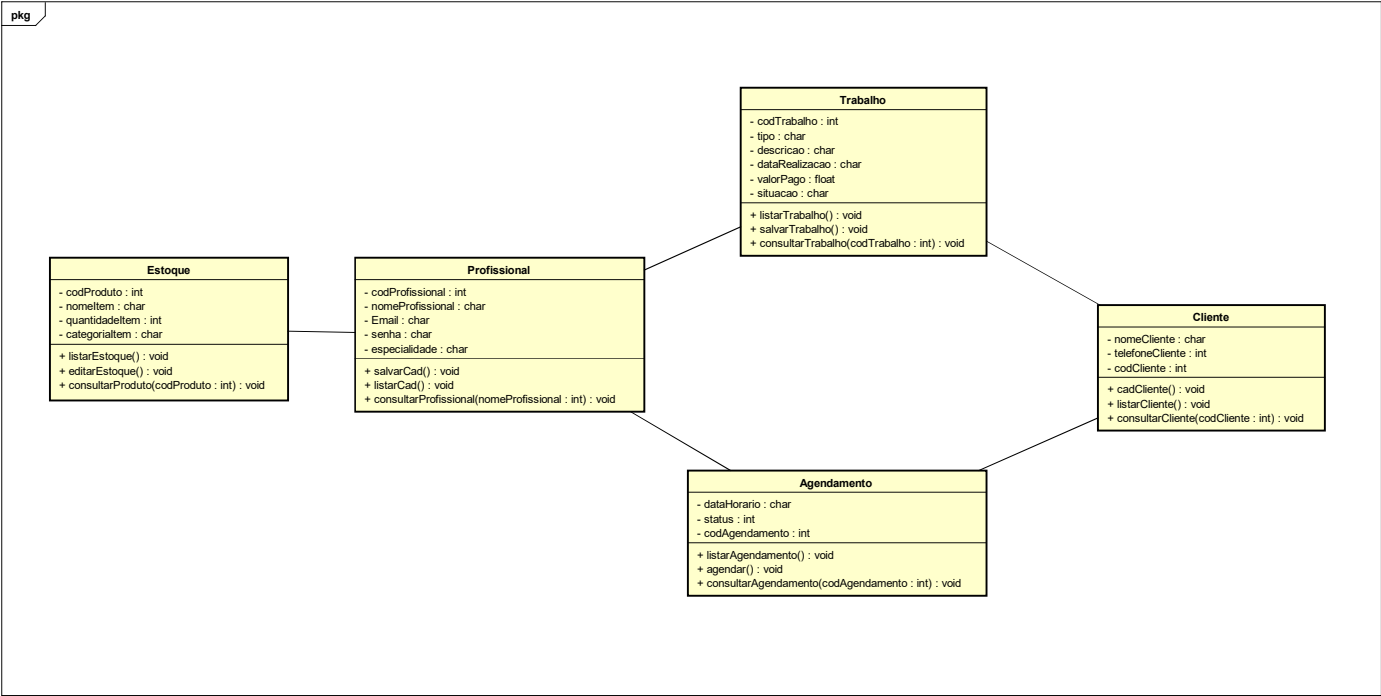 pkg
Trabalho
- codTrabalho : int
- tipo : char
- descricao : char
- dataRealizacao : char
- valorPago : float
- situacao : char
+ listarTrabalho() : void
+ salvarTrabalho() : void
+ consultarTrabalho(codTrabalho : int) : void
Estoque
- codProduto : int
- nomeItem : char
- quantidadeItem : int
- categoriaItem : char
+ listarEstoque() : void
+ editarEstoque() : void
+ consultarProduto(codProduto : int) : void
Profissional
- codProfissional : int
- nomeProfissional : char
- Email : char
- senha : char
- especialidade : char
+ salvarCad() : void
+ listarCad() : void
+ consultarProfissional(nomeProfissional : int) : void
Cliente
- nomeCliente : char
- telefoneCliente : int
- codCliente : int
+ cadCliente() : void
+ listarCliente() : void
+ consultarCliente(codCliente : int) : void
Agendamento
- dataHorario : char
- status : int
- codAgendamento : int
+ listarAgendamento() : void
+ agendar() : void
+ consultarAgendamento(codAgendamento : int) : void